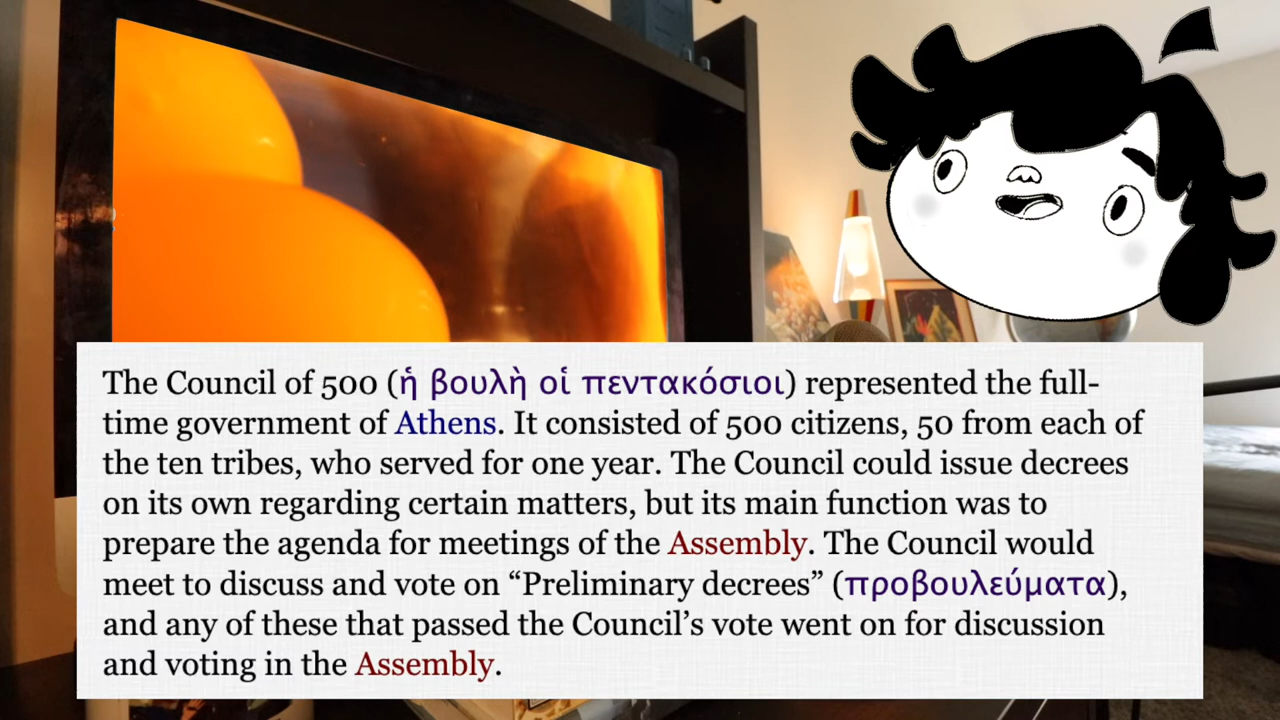 The Council of 500 (ἡ βουλὴ οἱ πεντακόσιοι) represented the full-
time government of Athens. It consisted of 500 citizens, 50 from each of
the ten tribes, who served for one year. The Council could issue decrees
on its own regarding certain matters, but its main function was to
prepare the agenda for meetings of the Assembly. The Council would
meet to discuss and vote on “Preliminary decrees” (προβουλεύματα),
and any of these that passed the Council’s vote went on for discussion
and voting in the Assembly.